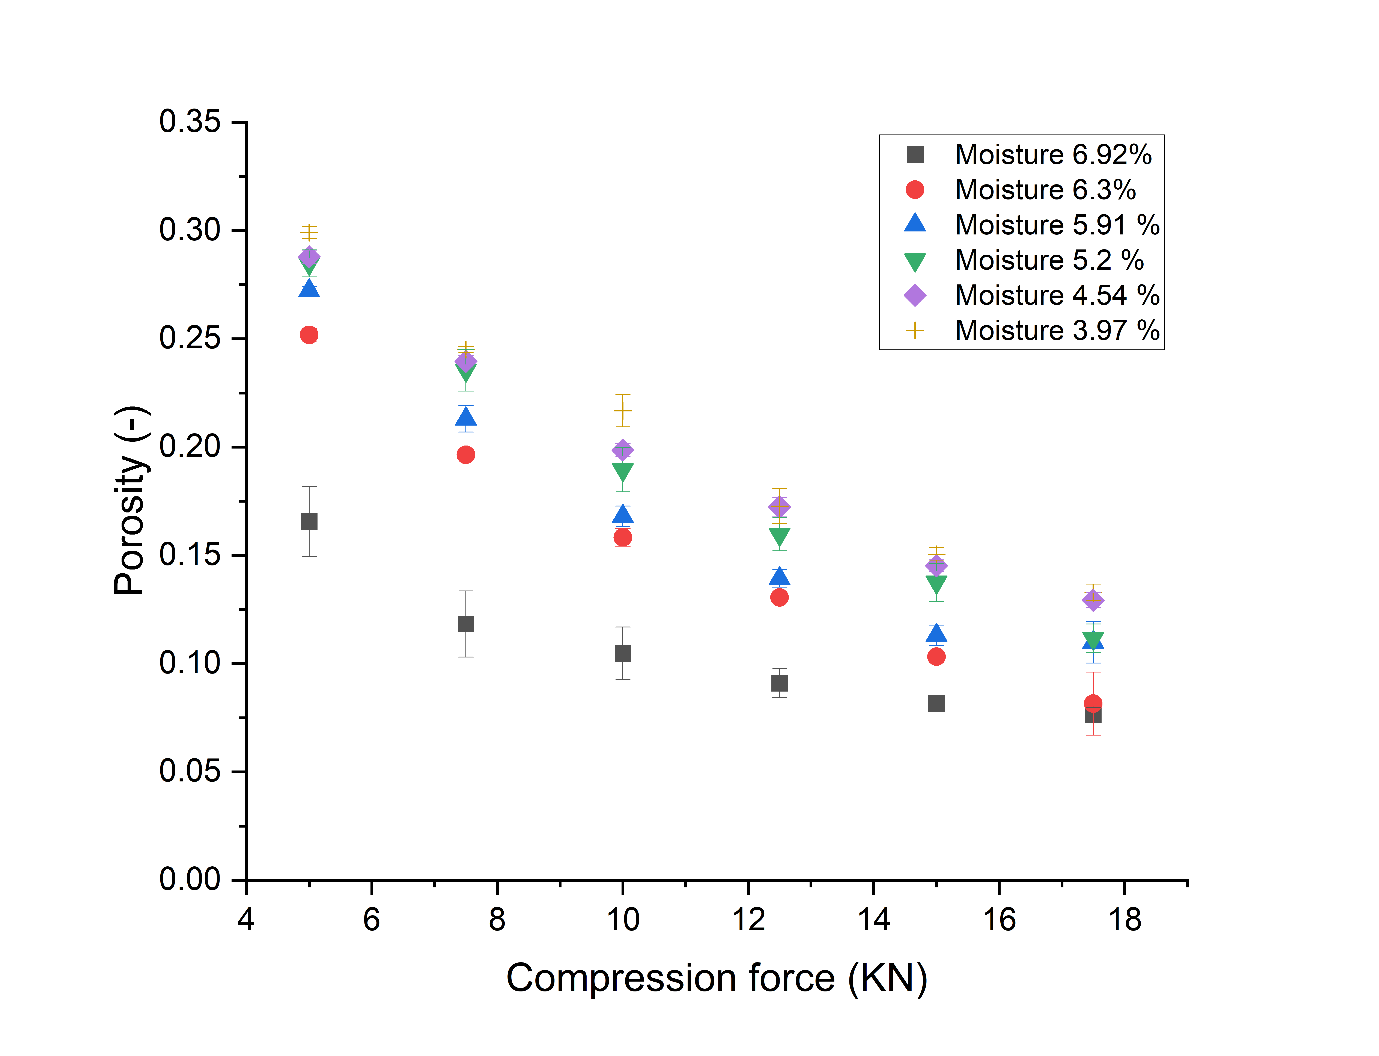 0.35
0.30
0.25
0.20
0.15
0.10
0.05
0.00
Porosity (-)
4 6 8 10 12 14 16 18
Compression force (KN)
Moisture 6.92%
Moisture 6.3%
Moisture 5.91 %
Moisture 5.2 %
Moisture 4.54 %
Moisture 3.97 %